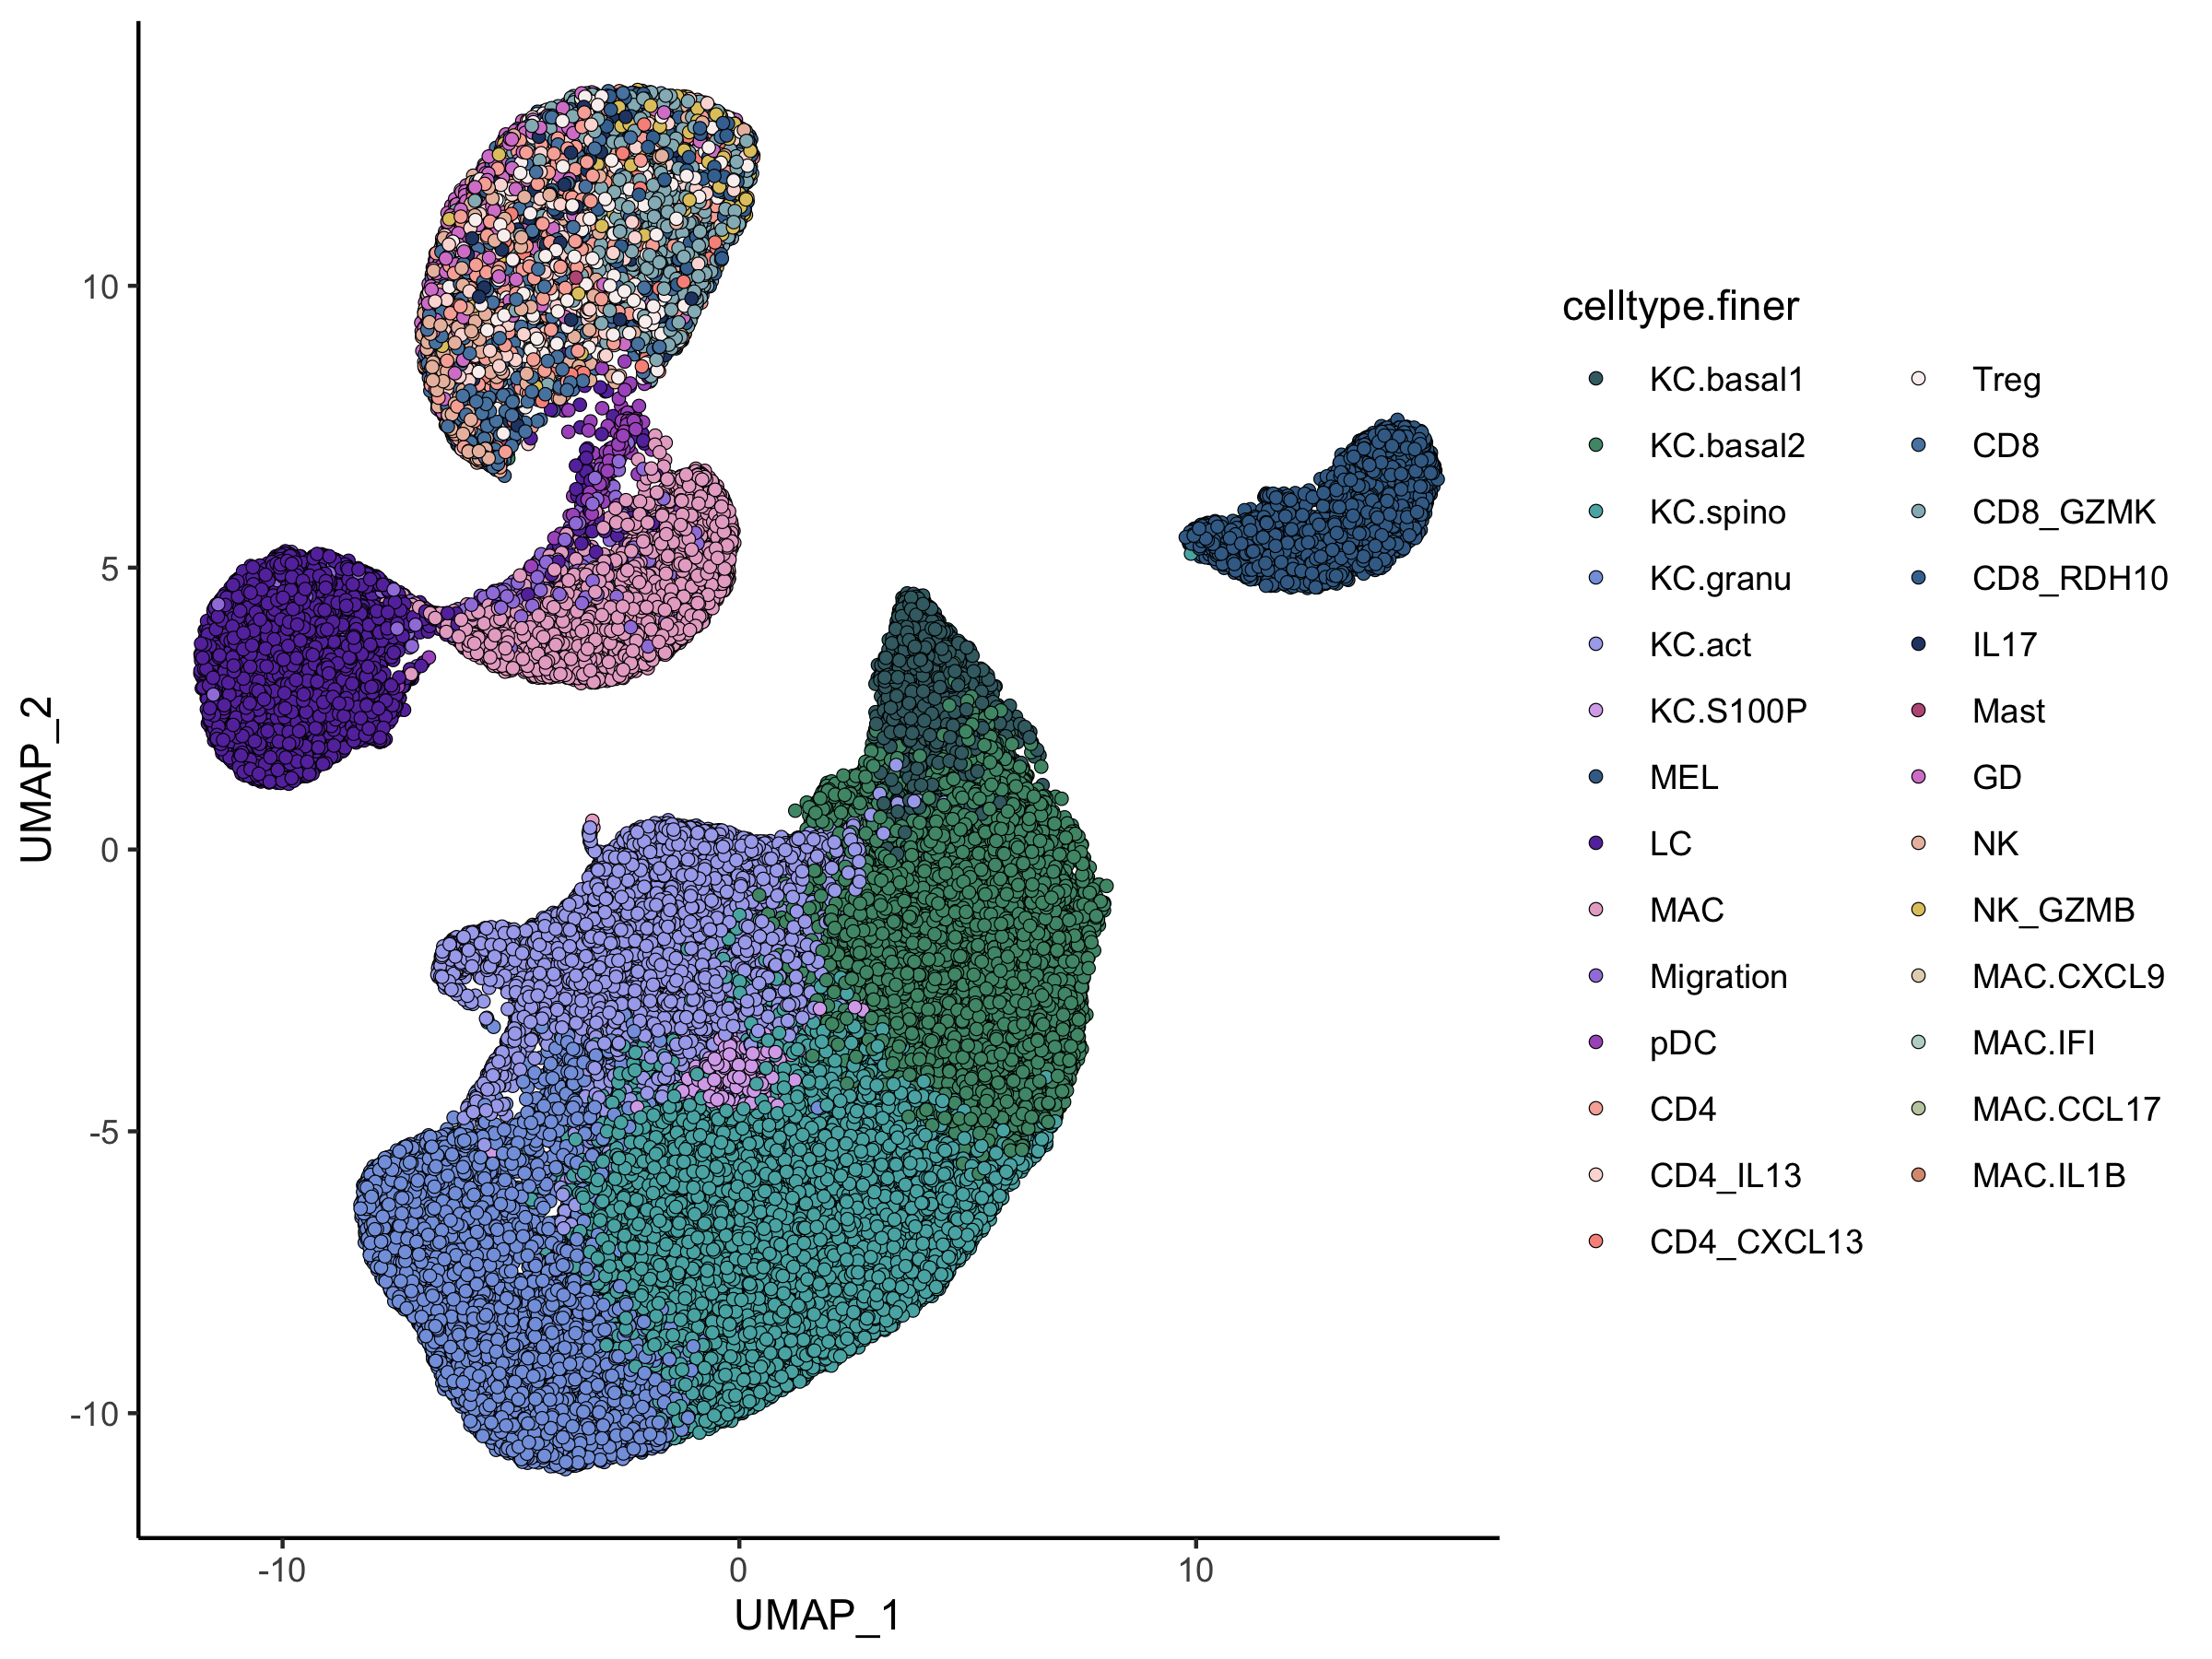 10
5
0
-5
-10
UMAP_2
-10
0
10
UMAP_1
celltype.finer
KC.basal1
KC.basal2
KC.spino
KC.granu
KC.act
KC.S100P
MEL
LC
MAC
Migration
pDC
CD4
CD4_IL13
CD4_CXCL13
Treg
CD8
CD8_GZMK
CD8_RDH10
IL17
Mast
GD
NK
NK_GZMB
MAC.CXCL9
MAC.IFI
MAC.CCL17
MAC.IL1B